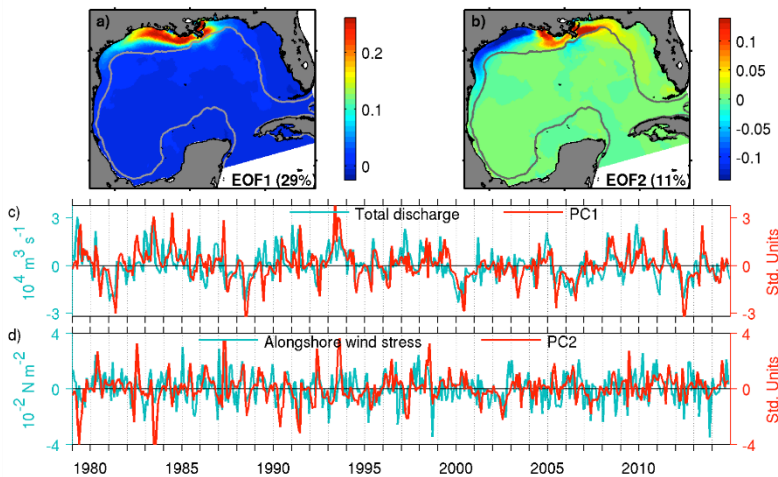 a)
0.2
0.1
0
EOF1 (29%)
b)
0.1
0.05
0
-0.05
-0.1
EOF2 (11%)
c)
Total discharge
PC1
10⁴ m³ s⁻¹
3
0
-3
3
0
-3
Std. Units
d)
Alongshore wind stress
PC2
10⁻² N m⁻²
4
0
-4
4
0
-4
Std. Units
1980 1985 1990 1995 2000 2005 2010